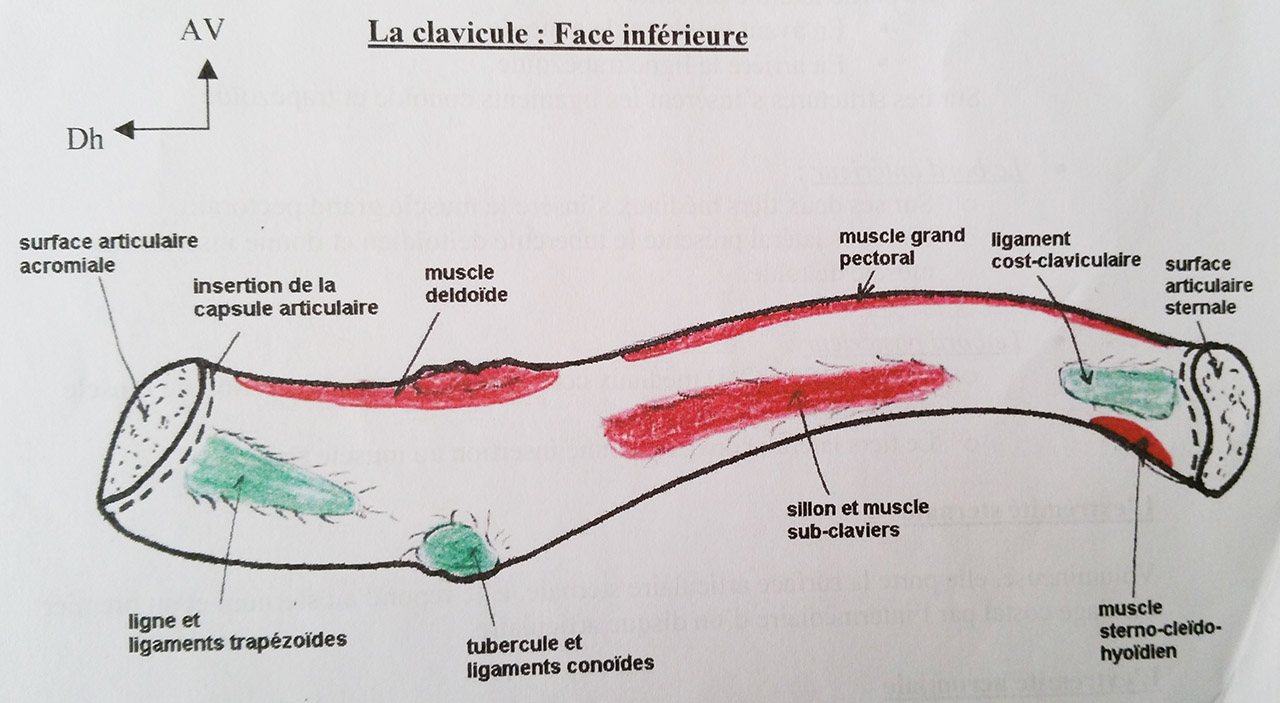 AV
La clavicule : Face inférieure
Dh
surface articulaire
acromiale
insertion de la
capsule articulaire
muscle
deldoïde
muscle grand
pectoral
ligament
cost-claviculaire
surface
articulaire
sternale
sillon et muscle
sub-claviers
ligne et
ligaments trapézoïdes
tubercule et
ligaments conoïdes
muscle
sterno-cleïdo-
hyoïdien